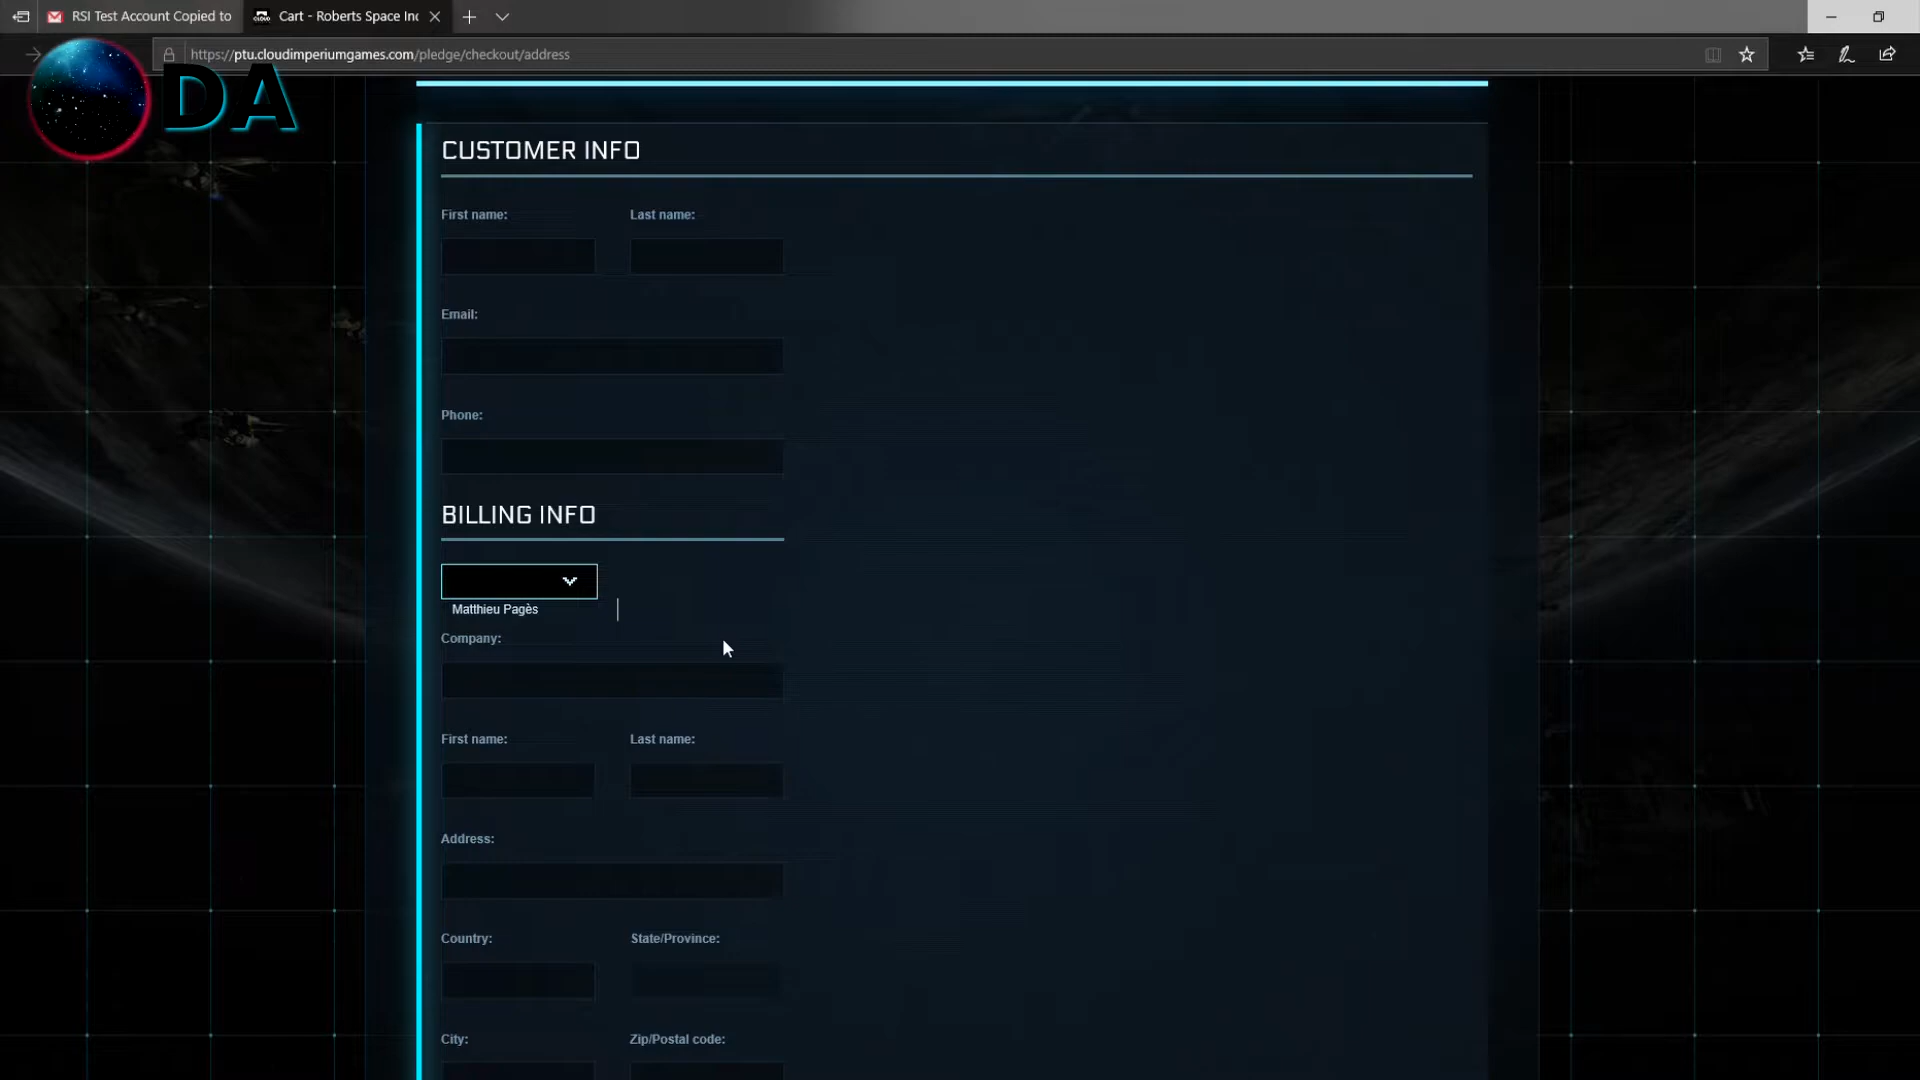 RSI Test Account Copied to
Cart - Roberts Space Inc
https://ptu.cloudimperiumgames.com/pledge/checkout/address
DA
CUSTOMER INFO
First name: Last name:
Email:
Phone:
BILLING INFO
Matthieu Pagès
Company:
First name: Last name:
Address:
Country: State/Province:
City: Zip/Postal code: